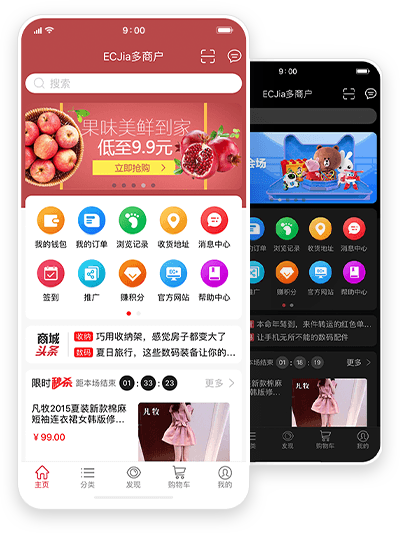 9:00
ECJia多商户
搜索
果味美鲜到家
低至9.9元
立即抢购 >
我的钱包 我的订单 浏览记录 收货地址 消息中心
签到 推广 赚积分 官方网站 帮助中心
商城
头条
收纳 巧用收纳架，感觉房子都变大了
数码 夏日旅行，这些数码装备让你的...
限时秒杀 距本场结束 01:33:23 更多 >
凡牧2015夏装新款棉麻
短袖连衣裙女韩版修...
￥99.00
凡牧
主页 分类 发现 购物车 我的
9:00
ECJia多商户
会场
订单 浏览记录 收货地址 消息中心
推广 赚积分 官方网站 帮助中心
本命年驾到，来件转运的红色单...
让手机无所不能的数码配件
场结束 01:18:19 更多 >
新款棉麻
韩版修...
凡牧
分类 发现 购物车 我的